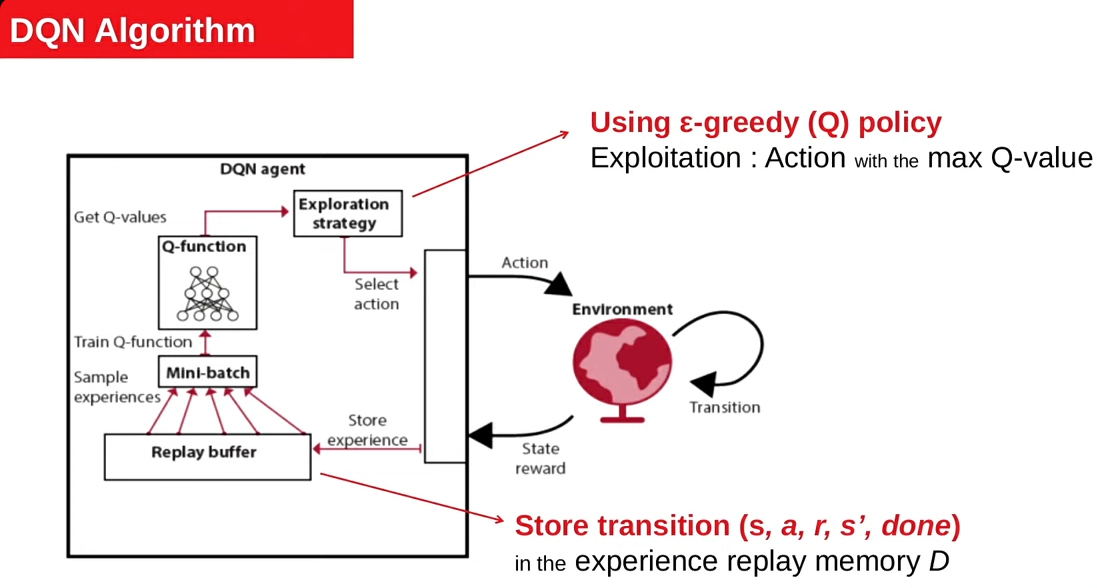 DQN Algorithm
Using ε-greedy (Q) policy
Exploitation : Action with the max Q-value
DQN agent
Exploration
strategy
Get Q-values
Q-function
Select
action
Action
Environment
Train Q-function
Mini-batch
Sample
experiences
Transition
Store
experience
Replay buffer
State
reward
Store transition (s, a, r, s’, done)
in the experience replay memory D